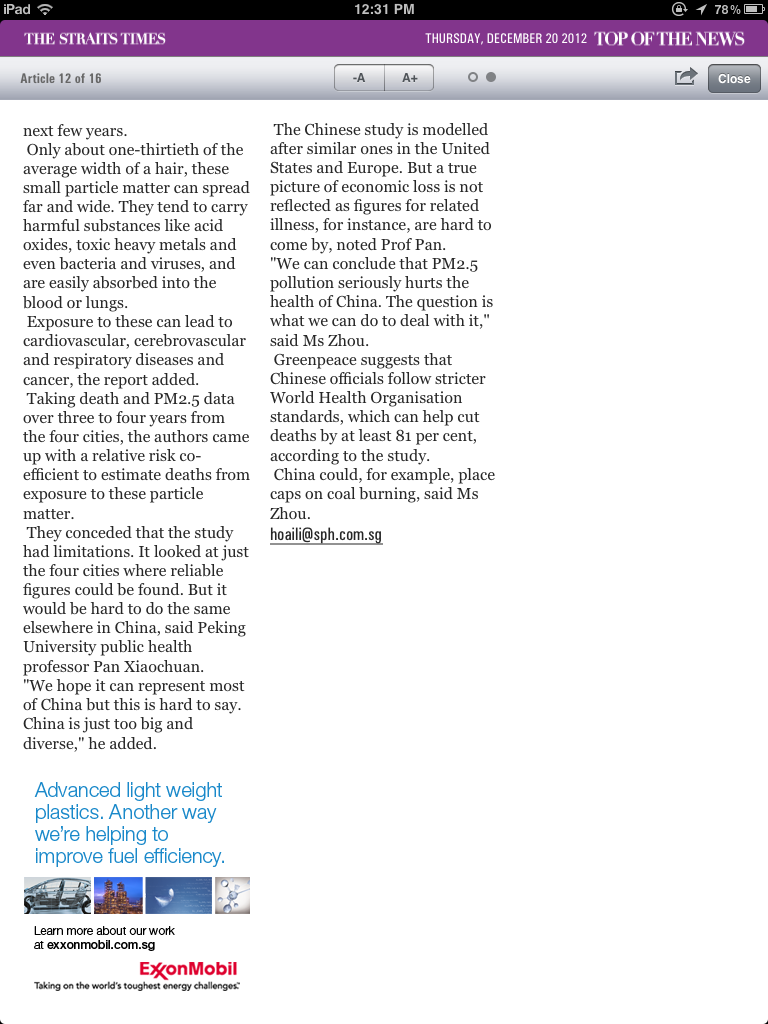 iPad
12:31 PM
78%
THE STRAITS TIMES
THURSDAY, DECEMBER 20 2012 TOP OF THE NEWS
Article 12 of 16
-A
A+
Close
next few years.
Only about one-thirtieth of the
average width of a hair, these
small particle matter can spread
far and wide. They tend to carry
harmful substances like acid
oxides, toxic heavy metals and
even bacteria and viruses, and
are easily absorbed into the
blood or lungs.
Exposure to these can lead to
cardiovascular, cerebrovascular
and respiratory diseases and
cancer, the report added.
Taking death and PM2.5 data
over three to four years from
the four cities, the authors came
up with a relative risk co-
efficient to estimate deaths from
exposure to these particle
matter.
They conceded that the study
had limitations. It looked at just
the four cities where reliable
figures could be found. But it
would be hard to do the same
elsewhere in China, said Peking
University public health
professor Pan Xiaochuan.
"We hope it can represent most
of China but this is hard to say.
China is just too big and
diverse," he added.
The Chinese study is modelled
after similar ones in the United
States and Europe. But a true
picture of economic loss is not
reflected as figures for related
illness, for instance, are hard to
come by, noted Prof Pan.
"We can conclude that PM2.5
pollution seriously hurts the
health of China. The question is
what we can do to deal with it,"
said Ms Zhou.
Greenpeace suggests that
Chinese officials follow stricter
World Health Organisation
standards, which can help cut
deaths by at least 81 per cent,
according to the study.
China could, for example, place
caps on coal burning, said Ms
Zhou.
hoaili@sph.com.sg
Advanced light weight
plastics. Another way
we're helping to
improve fuel efficiency.
Learn more about our work
at exxonmobil.com.sg
ExxonMobil
Taking on the world's toughest energy challenges.™